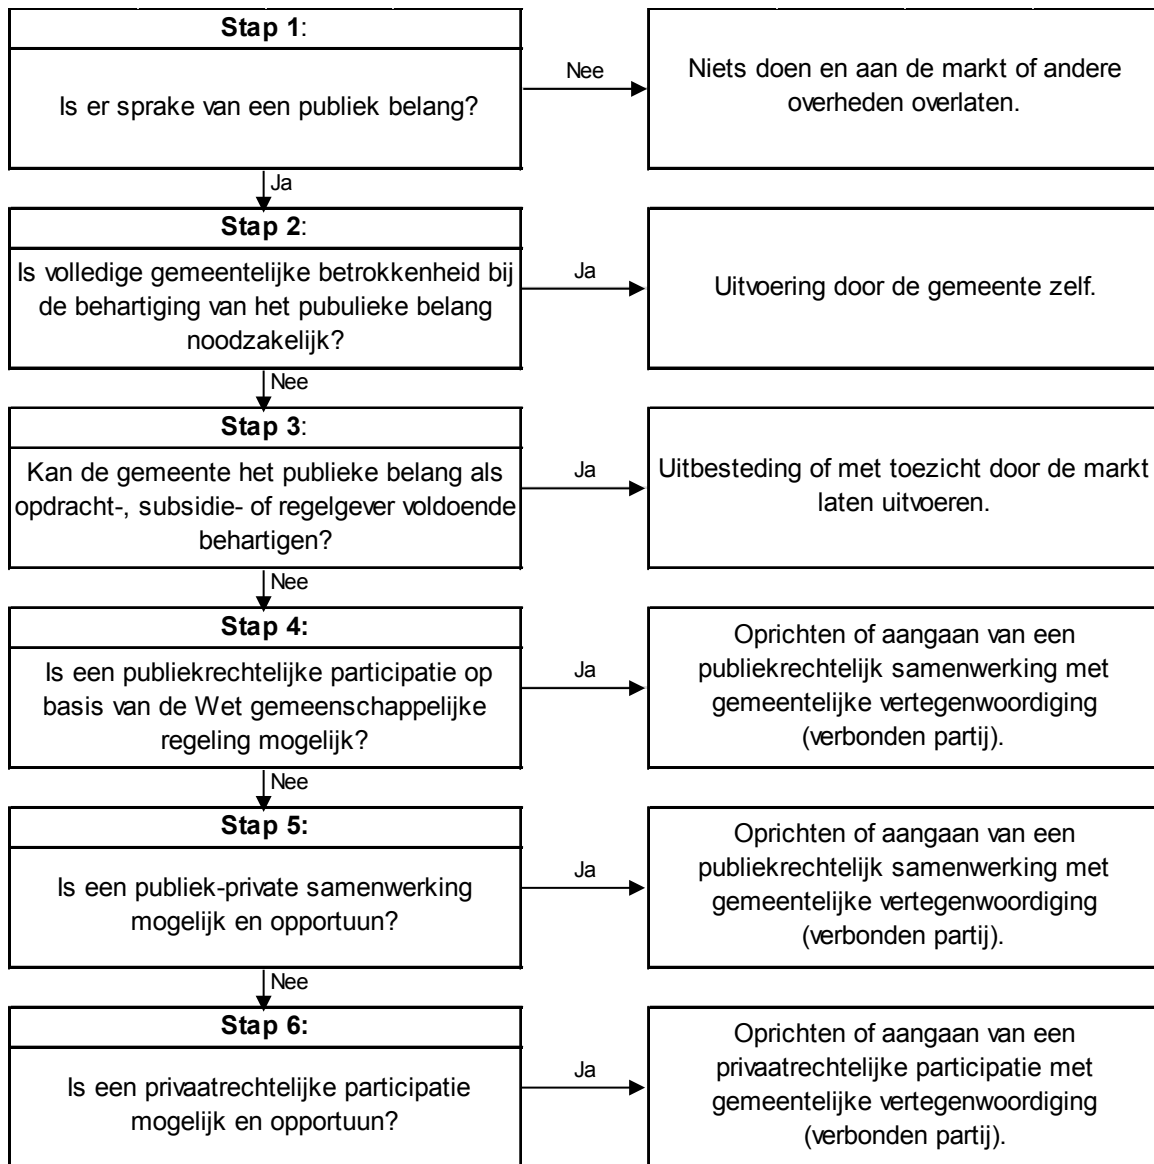 Stap 1:
Is er sprake van een publiek belang?
Nee
Niets doen en aan de markt of andere
overheden overlaten.
Ja
Stap 2:
Is volledige gemeentelijke betrokkenheid bij
de behartiging van het pubulieke belang
noodzakelijk?
Ja
Uitvoering door de gemeente zelf.
Nee
Stap 3:
Kan de gemeente het publieke belang als
opdracht-, subsidie- of regelgever voldoende
behartigen?
Ja
Uitbesteding of met toezicht door de markt
laten uitvoeren.
Nee
Stap 4:
Is een publiekrechtelijke participatie op
basis van de Wet gemeenschappelijke
regeling mogelijk?
Ja
Oprichten of aangaan van een
publiekrechtelijk samenwerking met
gemeentelijke vertegenwoordiging
(verbonden partij).
Nee
Stap 5:
Is een publiek-private samenwerking
mogelijk en opportuun?
Ja
Oprichten of aangaan van een
publiekrechtelijk samenwerking met
gemeentelijke vertegenwoordiging
(verbonden partij).
Nee
Stap 6:
Is een privaatrechtelijke participatie
mogelijk en opportuun?
Ja
Oprichten of aangaan van een
privaatrechtelijke participatie met
gemeentelijke vertegenwoordiging
(verbonden partij).